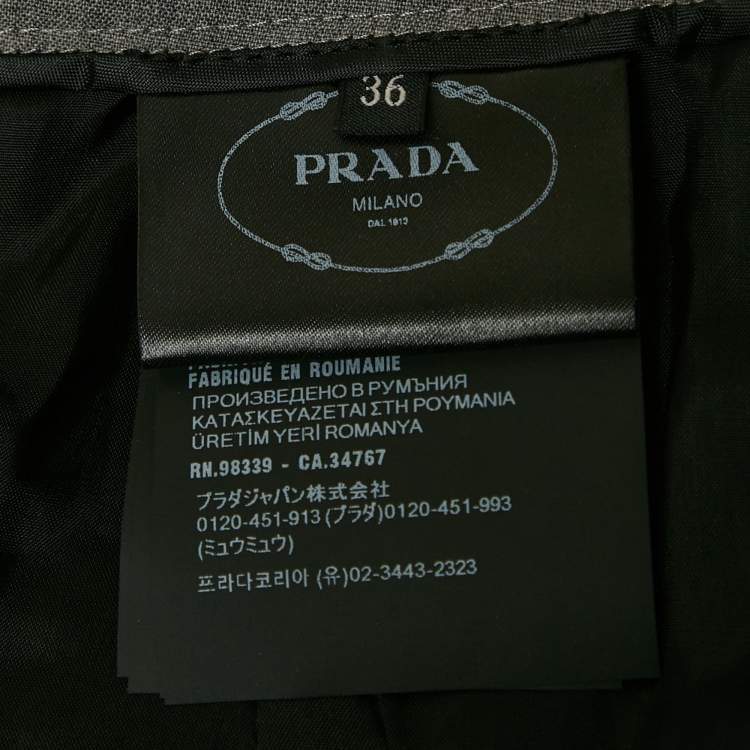 36
PRADA
MILANO
DAL 1913
FABRIQUÉ EN ROUMANIE
ПРОИЗВЕДЕНО В РУМЪНИЯ
ΚΑΤΑΣΚΕΥΑΖΕΤΑΙ ΣΤΗ ΡΟΥΜΑΝΙΑ
ÜRETİM YERİ ROMANYA
RN.98339 - CA.34767
プラダジャパン株式会社
0120-451-913 (プラダ)0120-451-993
(ミュウミュウ)
프라다코리아 (유)02-3443-2323